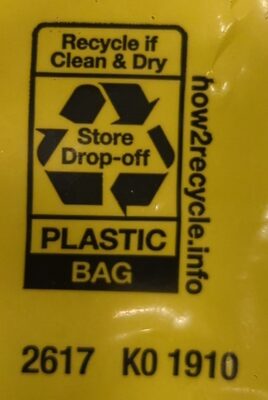 Recycle if
Clean & Dry
Store
Drop-off
PLASTIC
BAG
how2recycle.info
2617 K0 1910